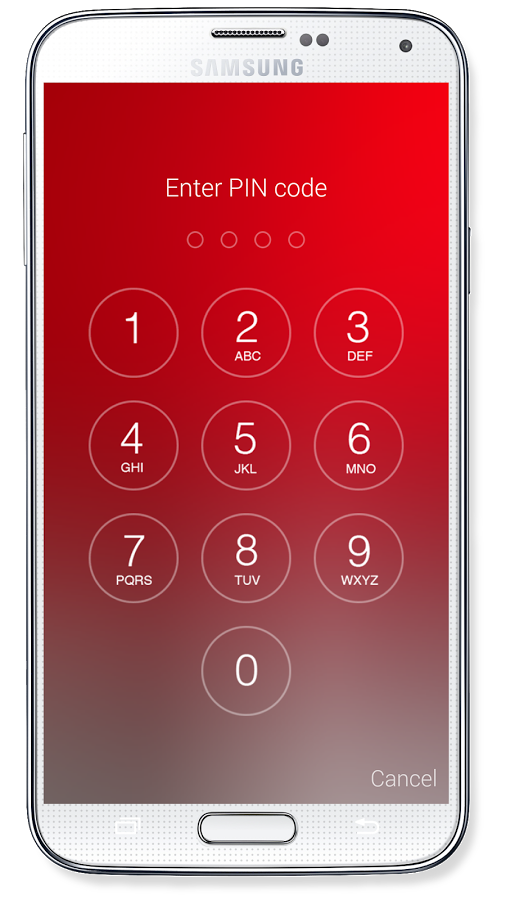 SAMSUNG
Enter PIN code
1 2 3
ABC DEF
4 5 6
GHI JKL MNO
7 8 9
PQRS TUV WXYZ
0
Cancel